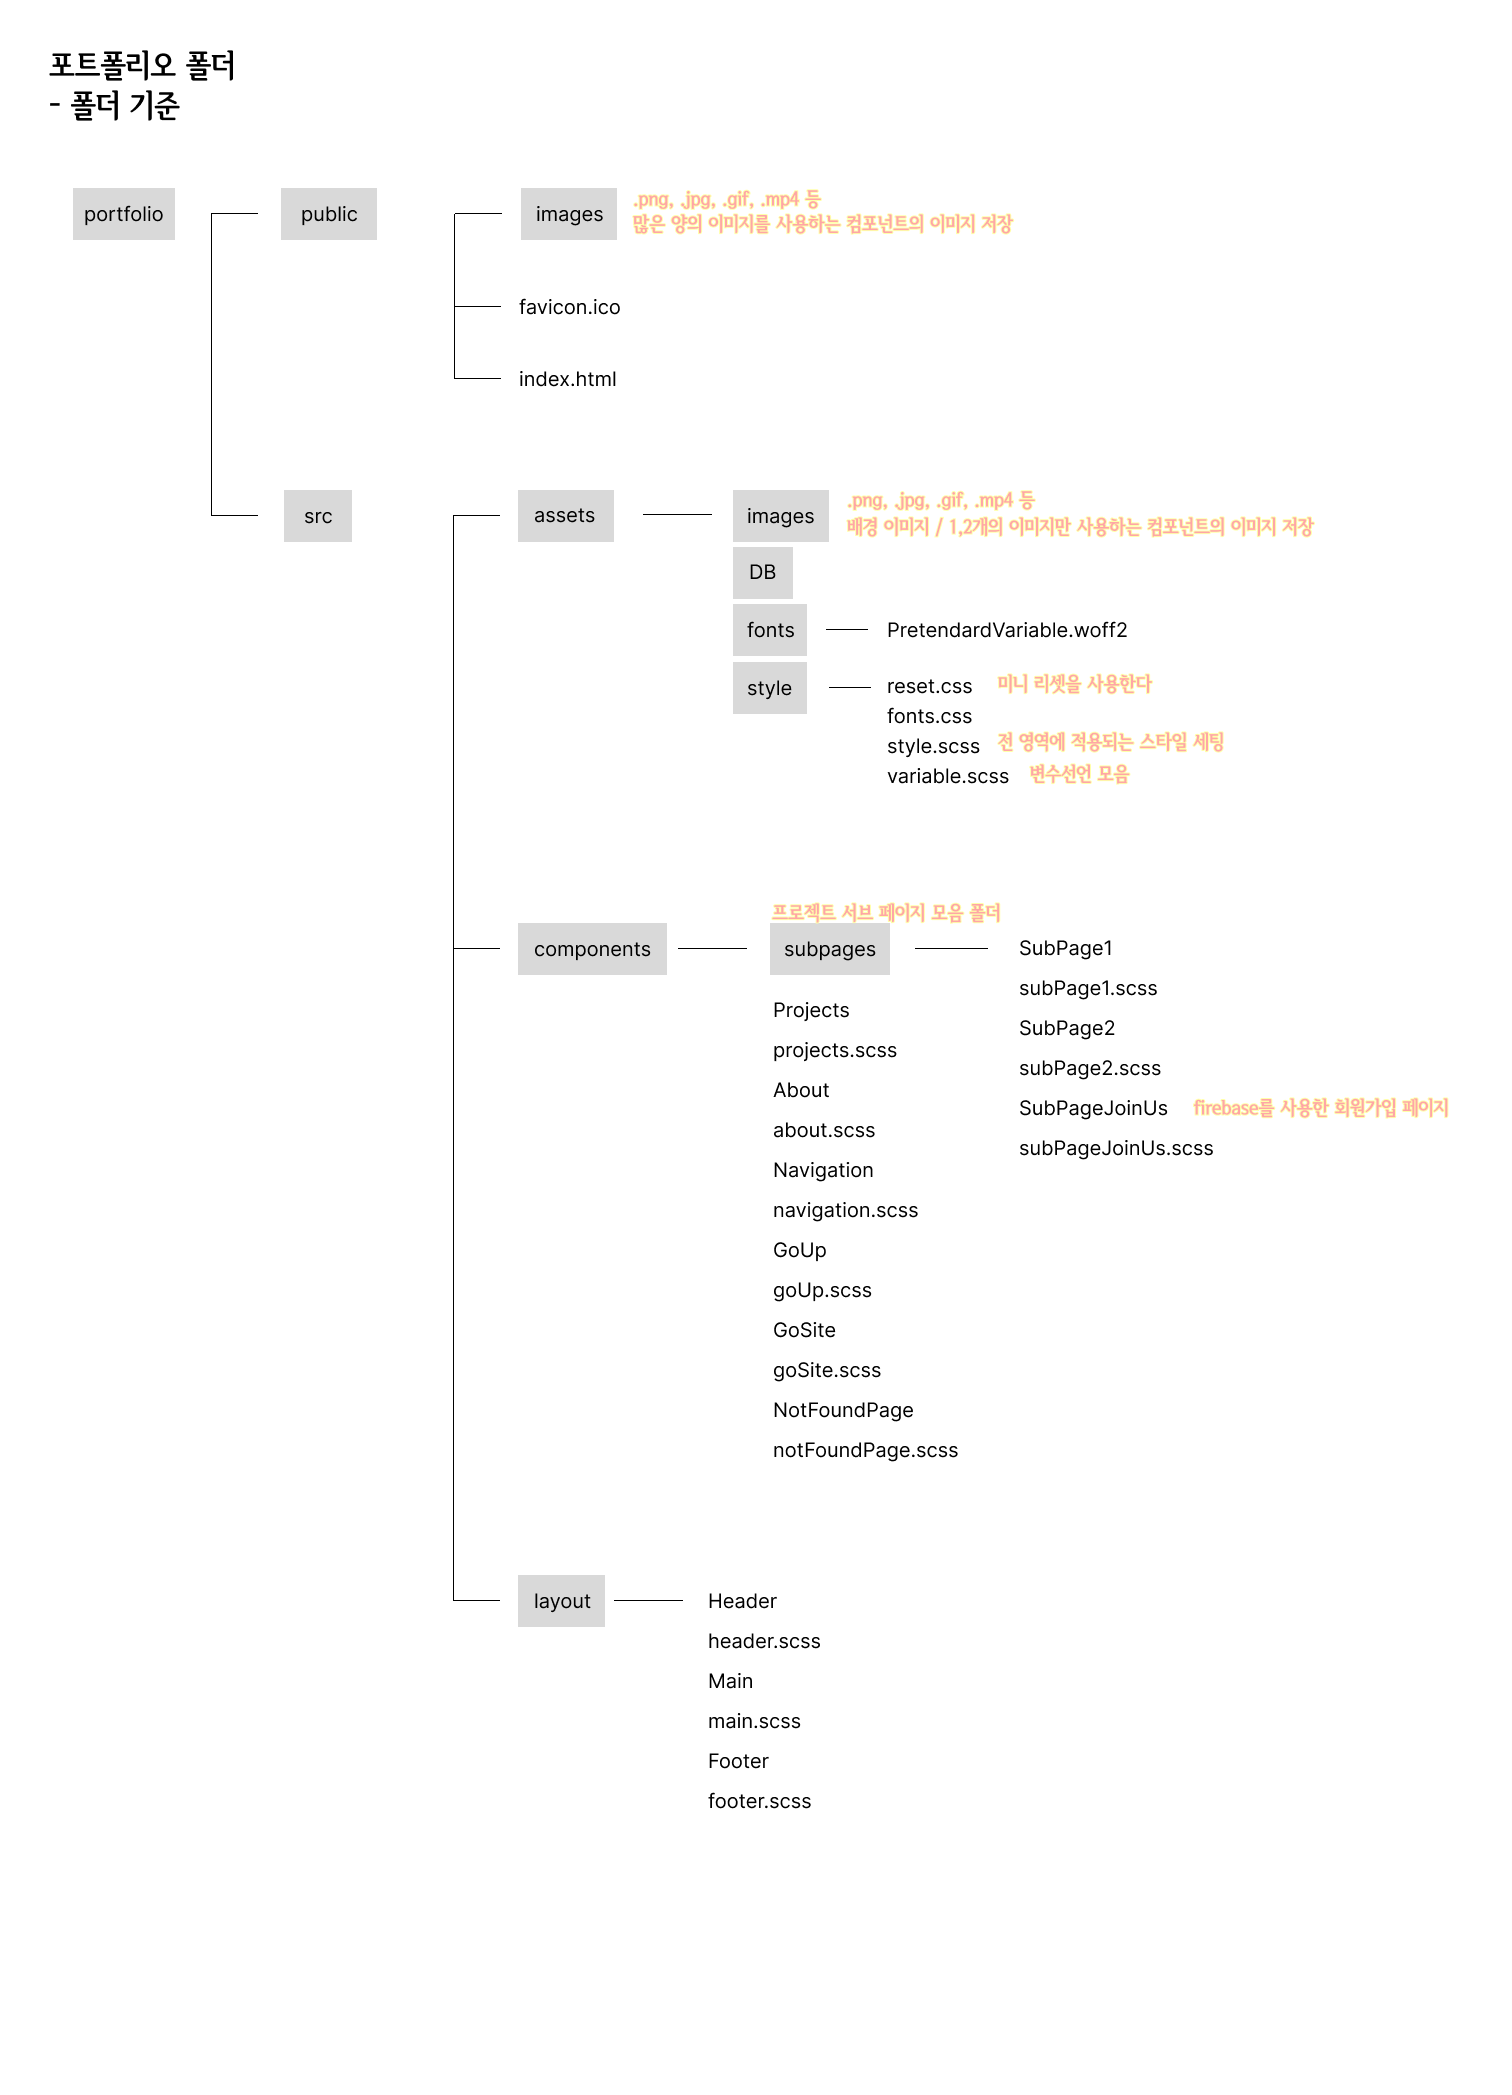 포트폴리오 폴더
- 폴더 기준
portfolio
public
images
.png, .jpg, .gif, .mp4 등
많은 양의 이미지를 사용하는 컴포넌트의 이미지 저장
favicon.ico
index.html
src
assets
images
.png, .jpg, .gif, .mp4 등
배경 이미지 / 1,2개의 이미지만 사용하는 컴포넌트의 이미지 저장
DB
fonts
PretendardVariable.woff2
style
reset.css 미니 리셋을 사용한다
fonts.css
style.scss 전 영역에 적용되는 스타일 세팅
variable.scss 변수선언 모음
components
프로젝트 서브 페이지 모음 폴더
subpages
SubPage1
subPage1.scss
SubPage2
subPage2.scss
SubPageJoinUs firebase를 사용한 회원가입 페이지
subPageJoinUs.scss
Projects
projects.scss
About
about.scss
Navigation
navigation.scss
GoUp
goUp.scss
GoSite
goSite.scss
NotFoundPage
notFoundPage.scss
layout
Header
header.scss
Main
main.scss
Footer
footer.scss